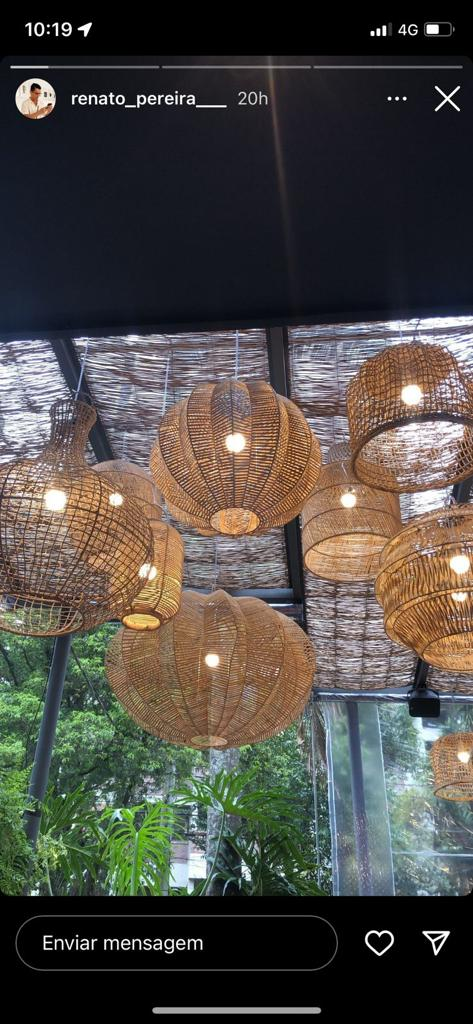 10:19
4G
renato_pereira___ 20h
Enviar mensagem